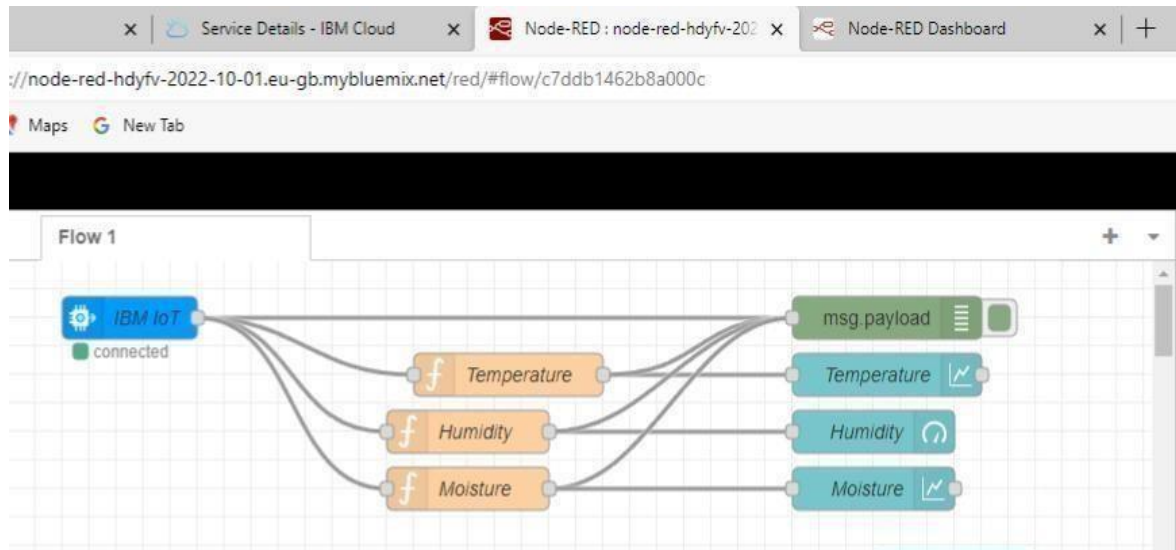 Service Details - IBM Cloud
Node-RED : node-red-hdyfv-202
Node-RED Dashboard
://node-red-hdyfv-2022-10-01.eu-gb.mybluemix.net/red/#flow/c7ddb1462b8a000c
Maps
New Tab
Flow 1
IBM IoT
msg.payload
connected
Temperature
Temperature
Humidity
Humidity
Moisture
Moisture